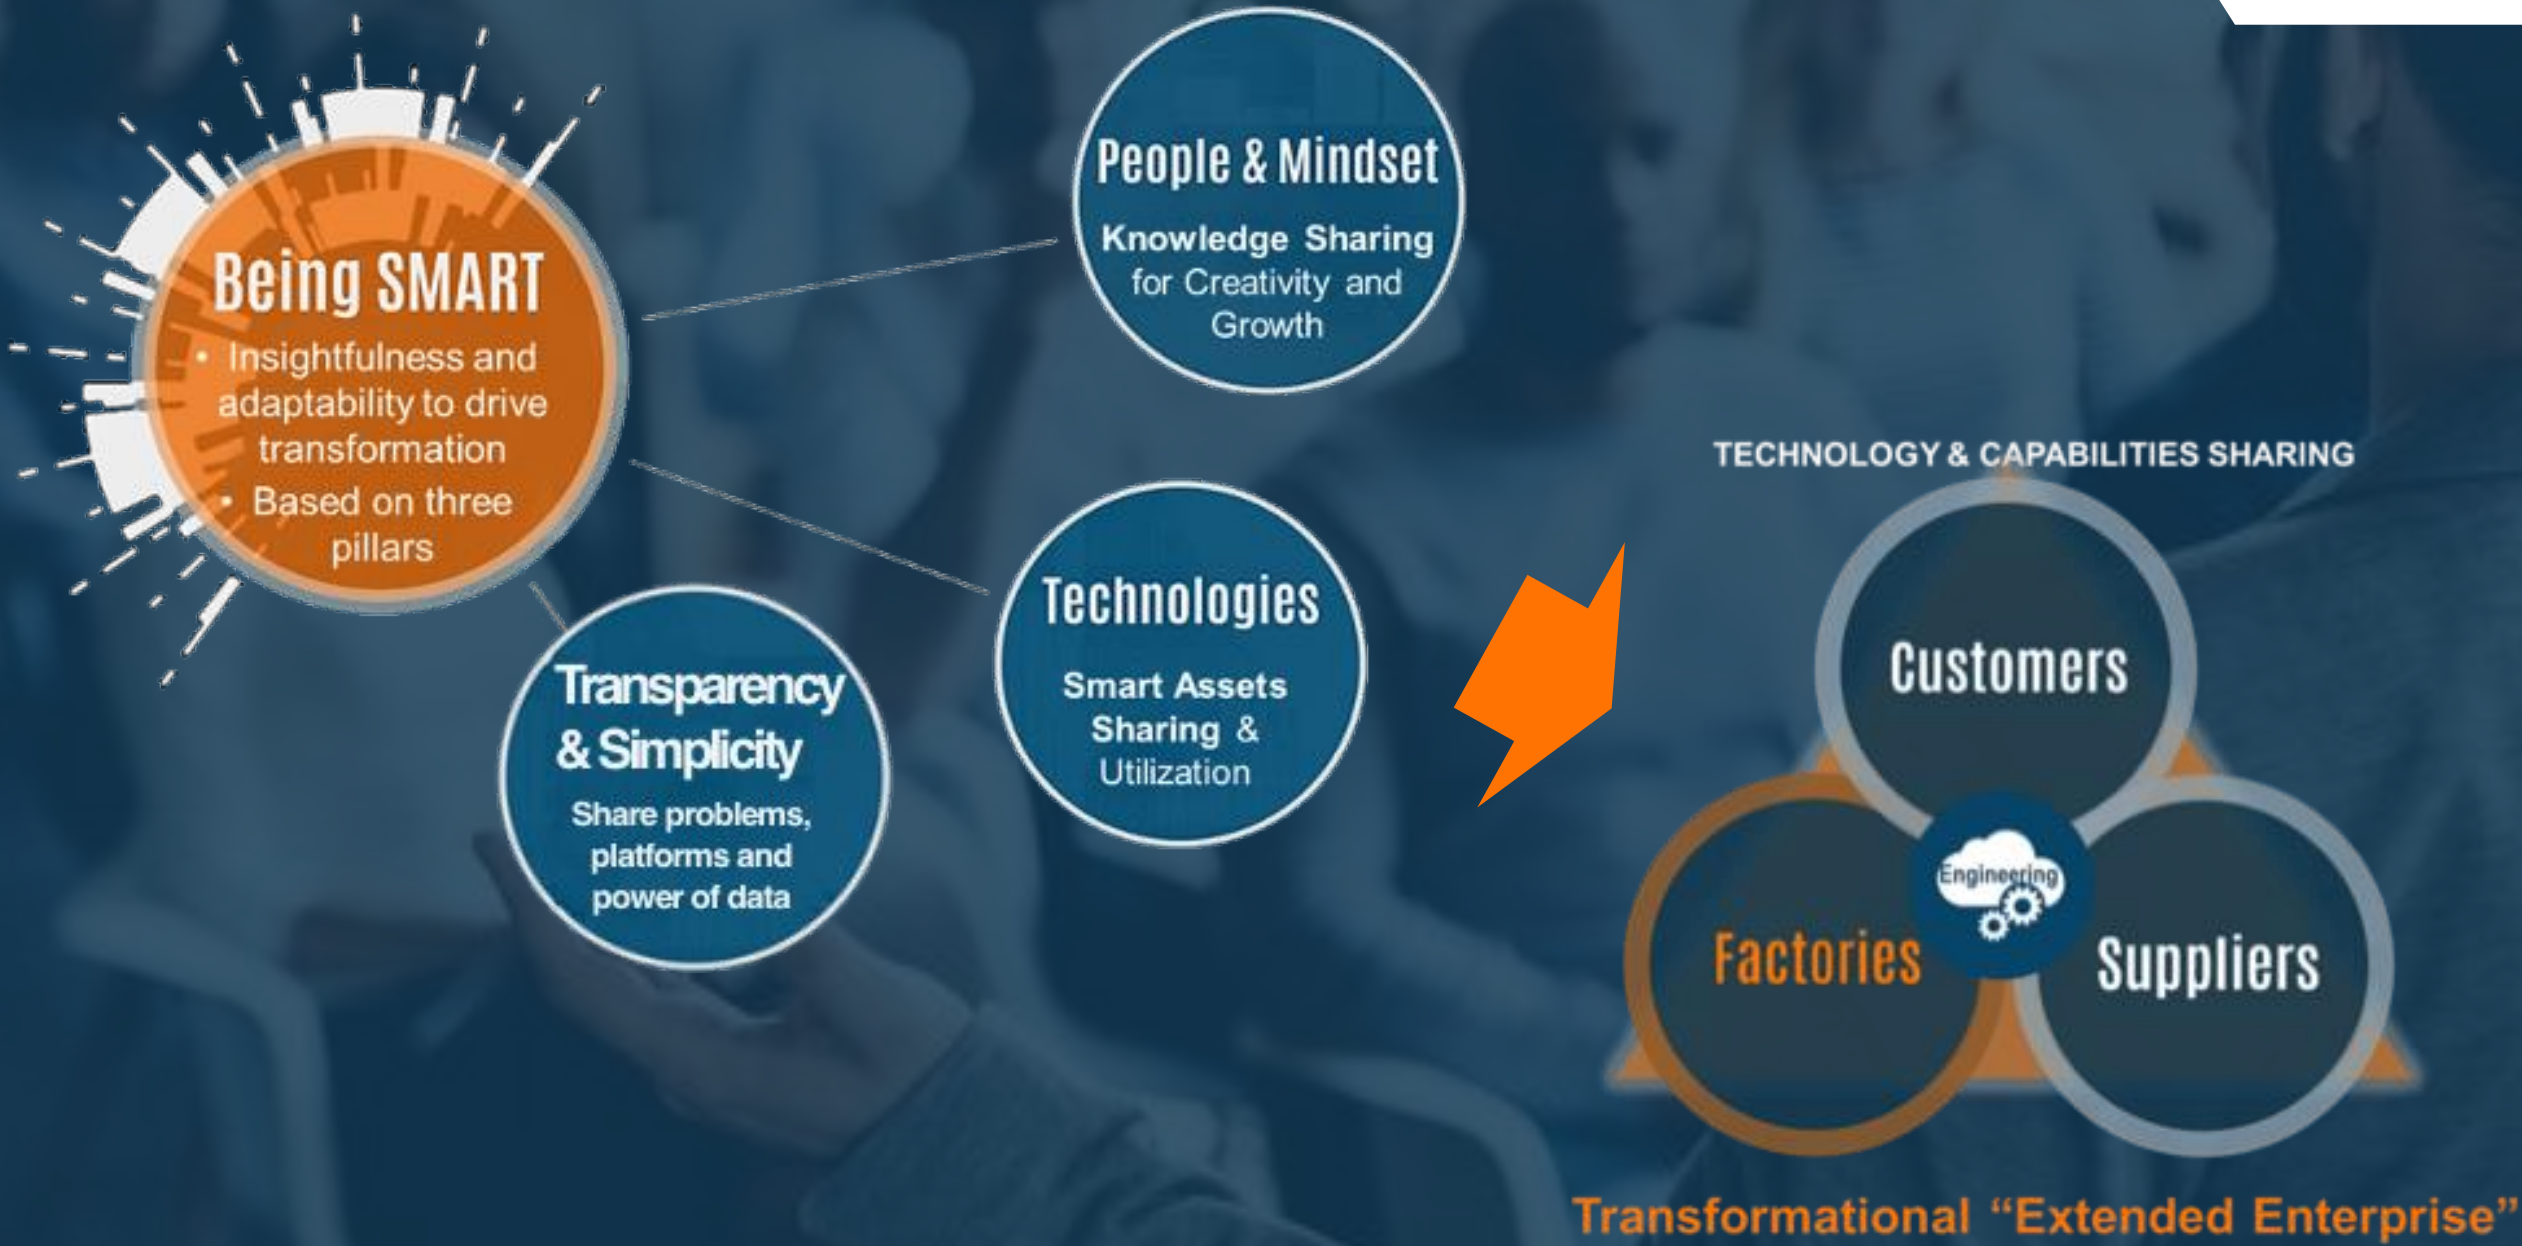 Being SMART
• Insightfulness and
adaptability to drive
transformation
• Based on three
pillars
People & Mindset
Knowledge Sharing
for Creativity and
Growth
Technologies
Smart Assets
Sharing &
Utilization
Transparency
& Simplicity
Share problems,
platforms and
power of data
TECHNOLOGY & CAPABILITIES SHARING
Customers
Engineering
Factories
Suppliers
Transformational “Extended Enterprise”